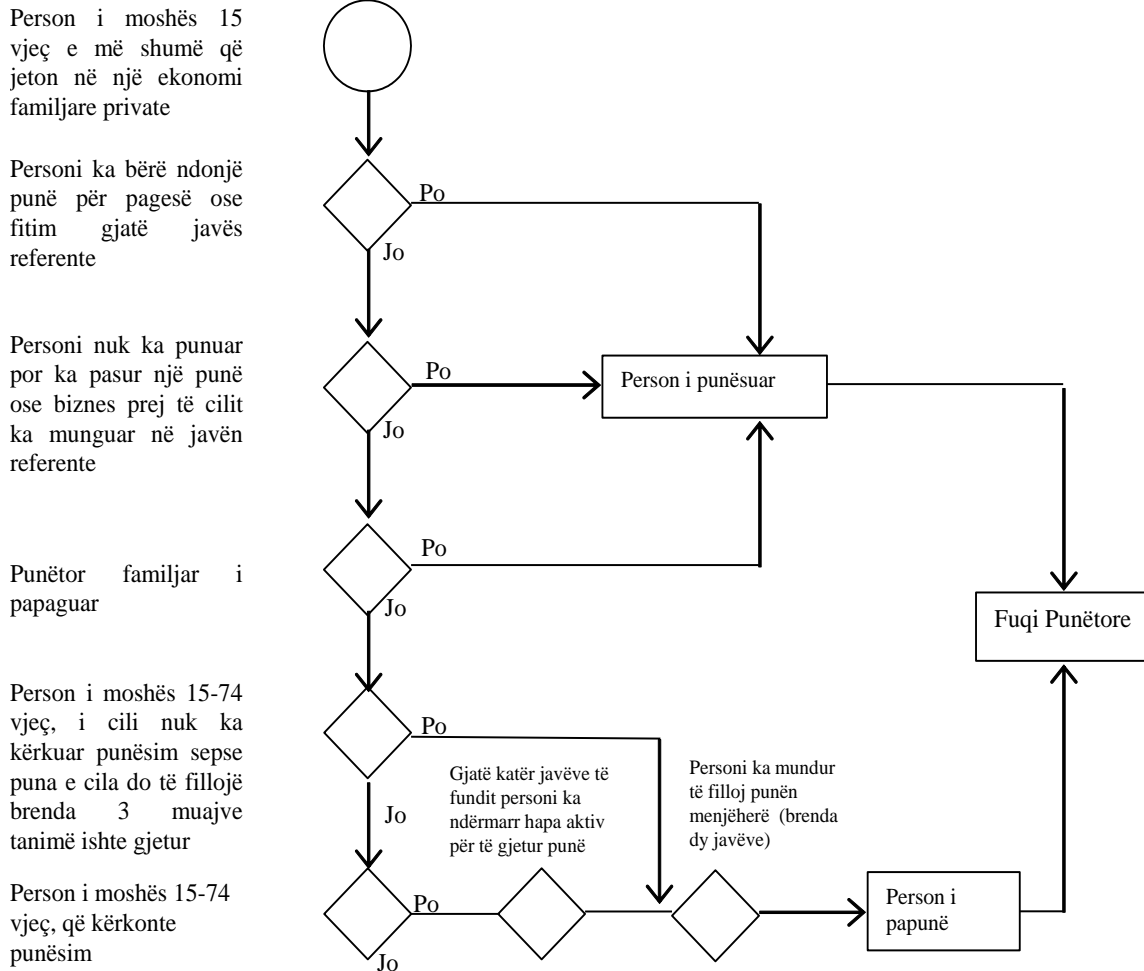 Person i moshës 15
vjeç e më shumë që
jeton në një ekonomi
familjare private
Personi ka bërë ndonjë
punë për pagesë ose
fitim gjatë javës
referente
Po
Jo
Personi nuk ka punuar
por ka pasur një punë
ose biznes prej të cilit
ka munguar në javën
referente
Po
Jo
Person i punësuar
Punëtor familjar i
papaguar
Po
Jo
Fuqi Punëtore
Person i moshës 15-74
vjeç, i cili nuk ka
kërkuar punësim sepse
puna e cila do të fillojë
brenda 3 muajve
tanimë ishte gjetur
Po
Jo
Gjatë katër javëve të
fundit personi ka
ndërmarr hapa aktiv
për të gjetur punë
Personi ka mundur
të filloj punën
menjëherë (brenda
dy javëve)
Person i moshës 15-74
vjeç, që kërkonte
punësim
Po
Jo
Person i
papunë